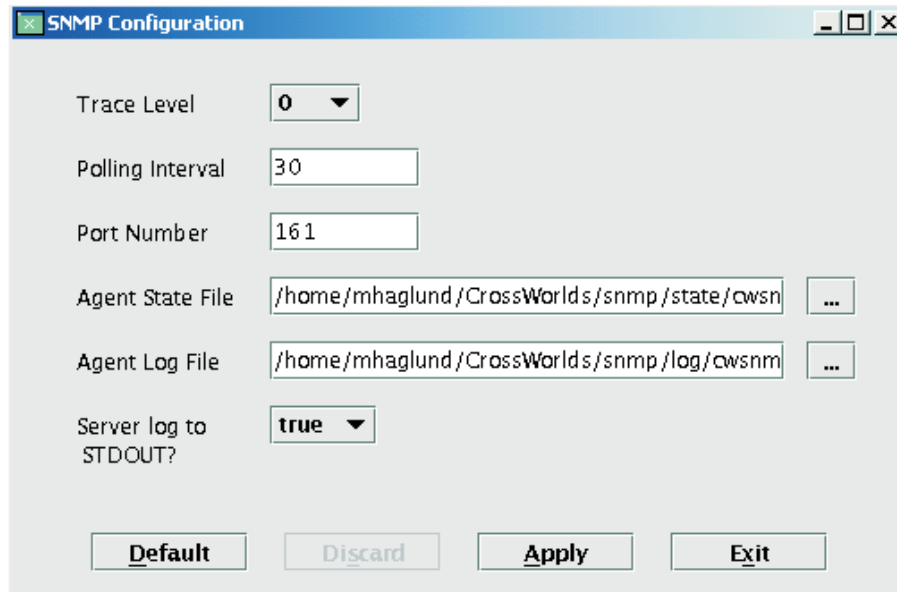 SNMP Configuration
Trace Level 0
Polling Interval 30
Port Number 161
Agent State File /home/mhaglund/CrossWorlds/snmp/state/cwsn ...
Agent Log File /home/mhaglund/CrossWorlds/snmp/log/cwsnm ...
Server log to true
STDOUT?
Default Discard Apply Exit